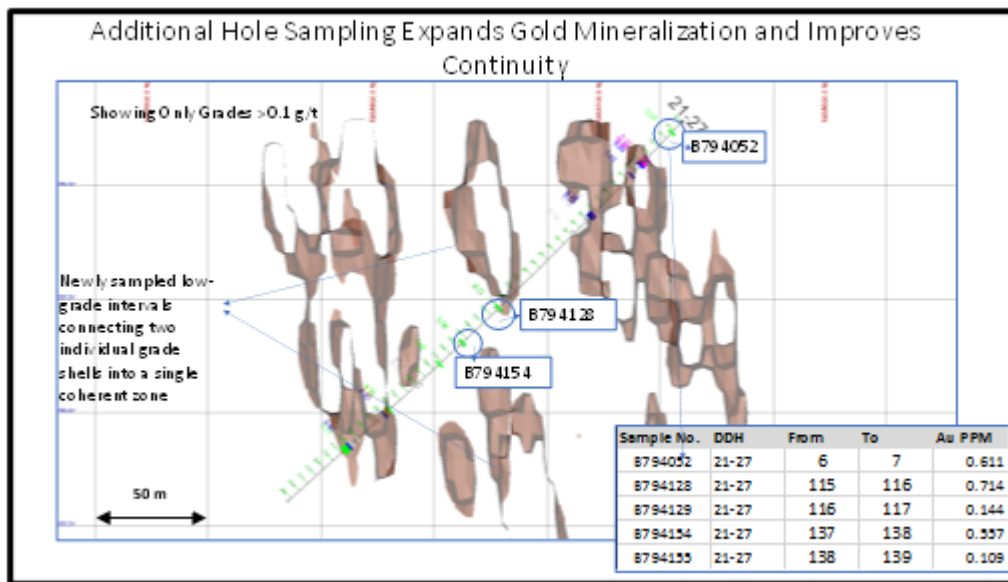 Additional Hole Sampling Expands Gold Mineralization and Improves
Continuity
Showing Only Grades >0.1 g/t
21-27
B794052
Newly sampled low-
grade intervals
connecting two
individual grade
shells into a single
coherent zone
B794128
B794154
50 m
Sample No. DDH From To Au PPM
B794052 21-27 6 7 0.611
B794128 21-27 115 116 0.714
B794129 21-27 116 117 0.144
B794154 21-27 137 138 0.557
B794155 21-27 138 139 0.109